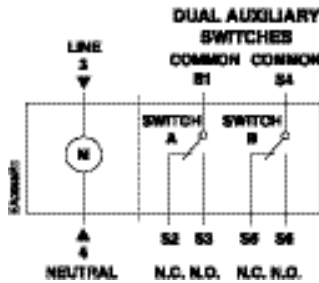 DUAL AUXILIARY
SWITCHES
LINE
3
COMMON COMMON
S1 S4
SWITCH A
SWITCH B
M
4
NEUTRAL
S2 S3 S5 S6
N.C. N.O. N.C. N.O.